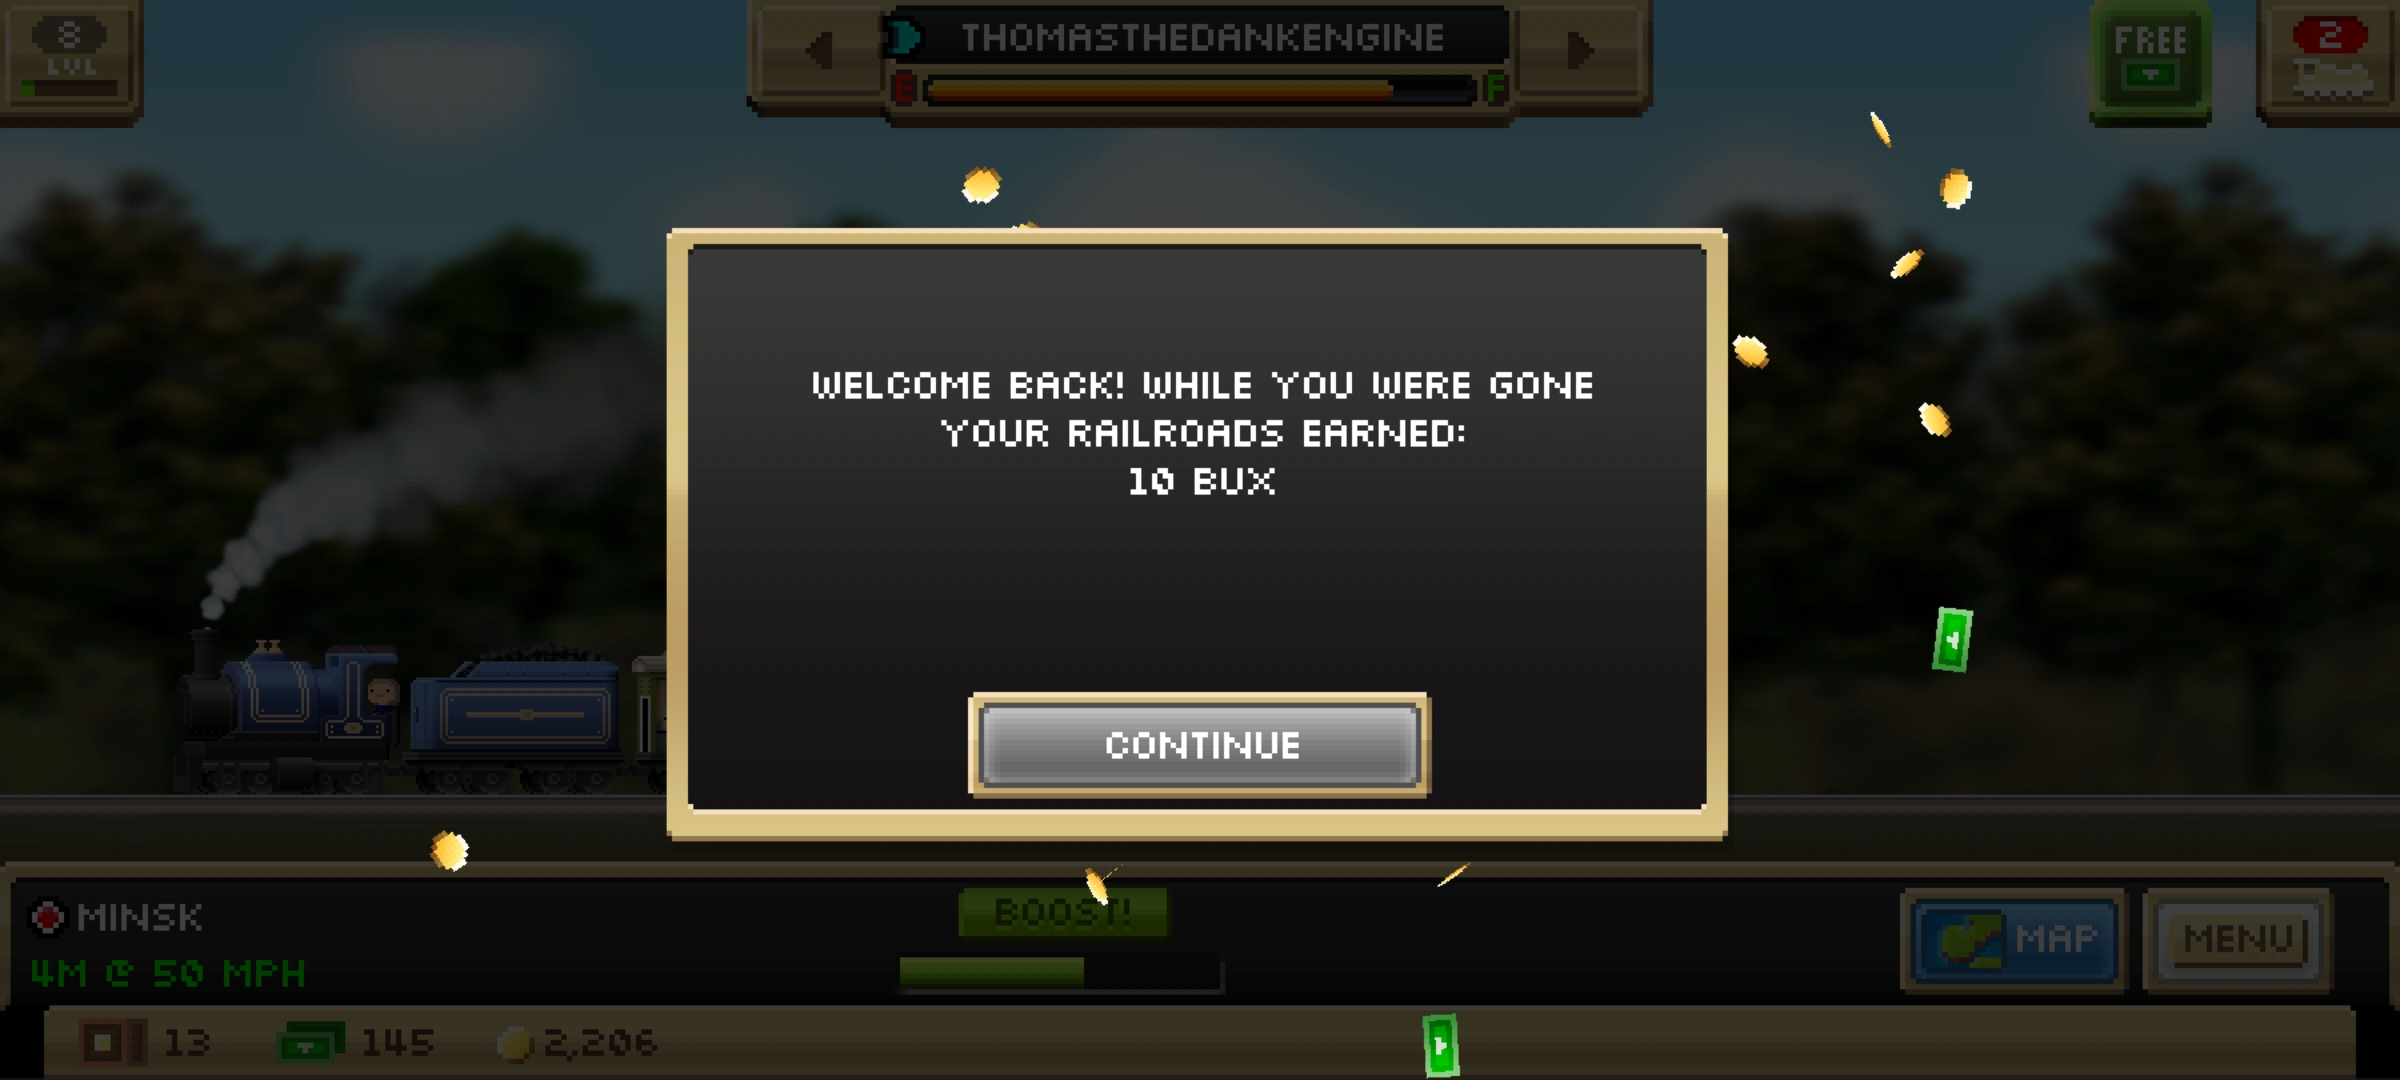 8
LVL
THOMASTHEDANKENGINE
E F
FREE
2
WELCOME BACK! WHILE YOU WERE GONE
YOUR RAILROADS EARNED:
10 BUX
CONTINUE
MINSK
4M @ 50 MPH
BOOST!
MAP
MENU
13
145
2,206